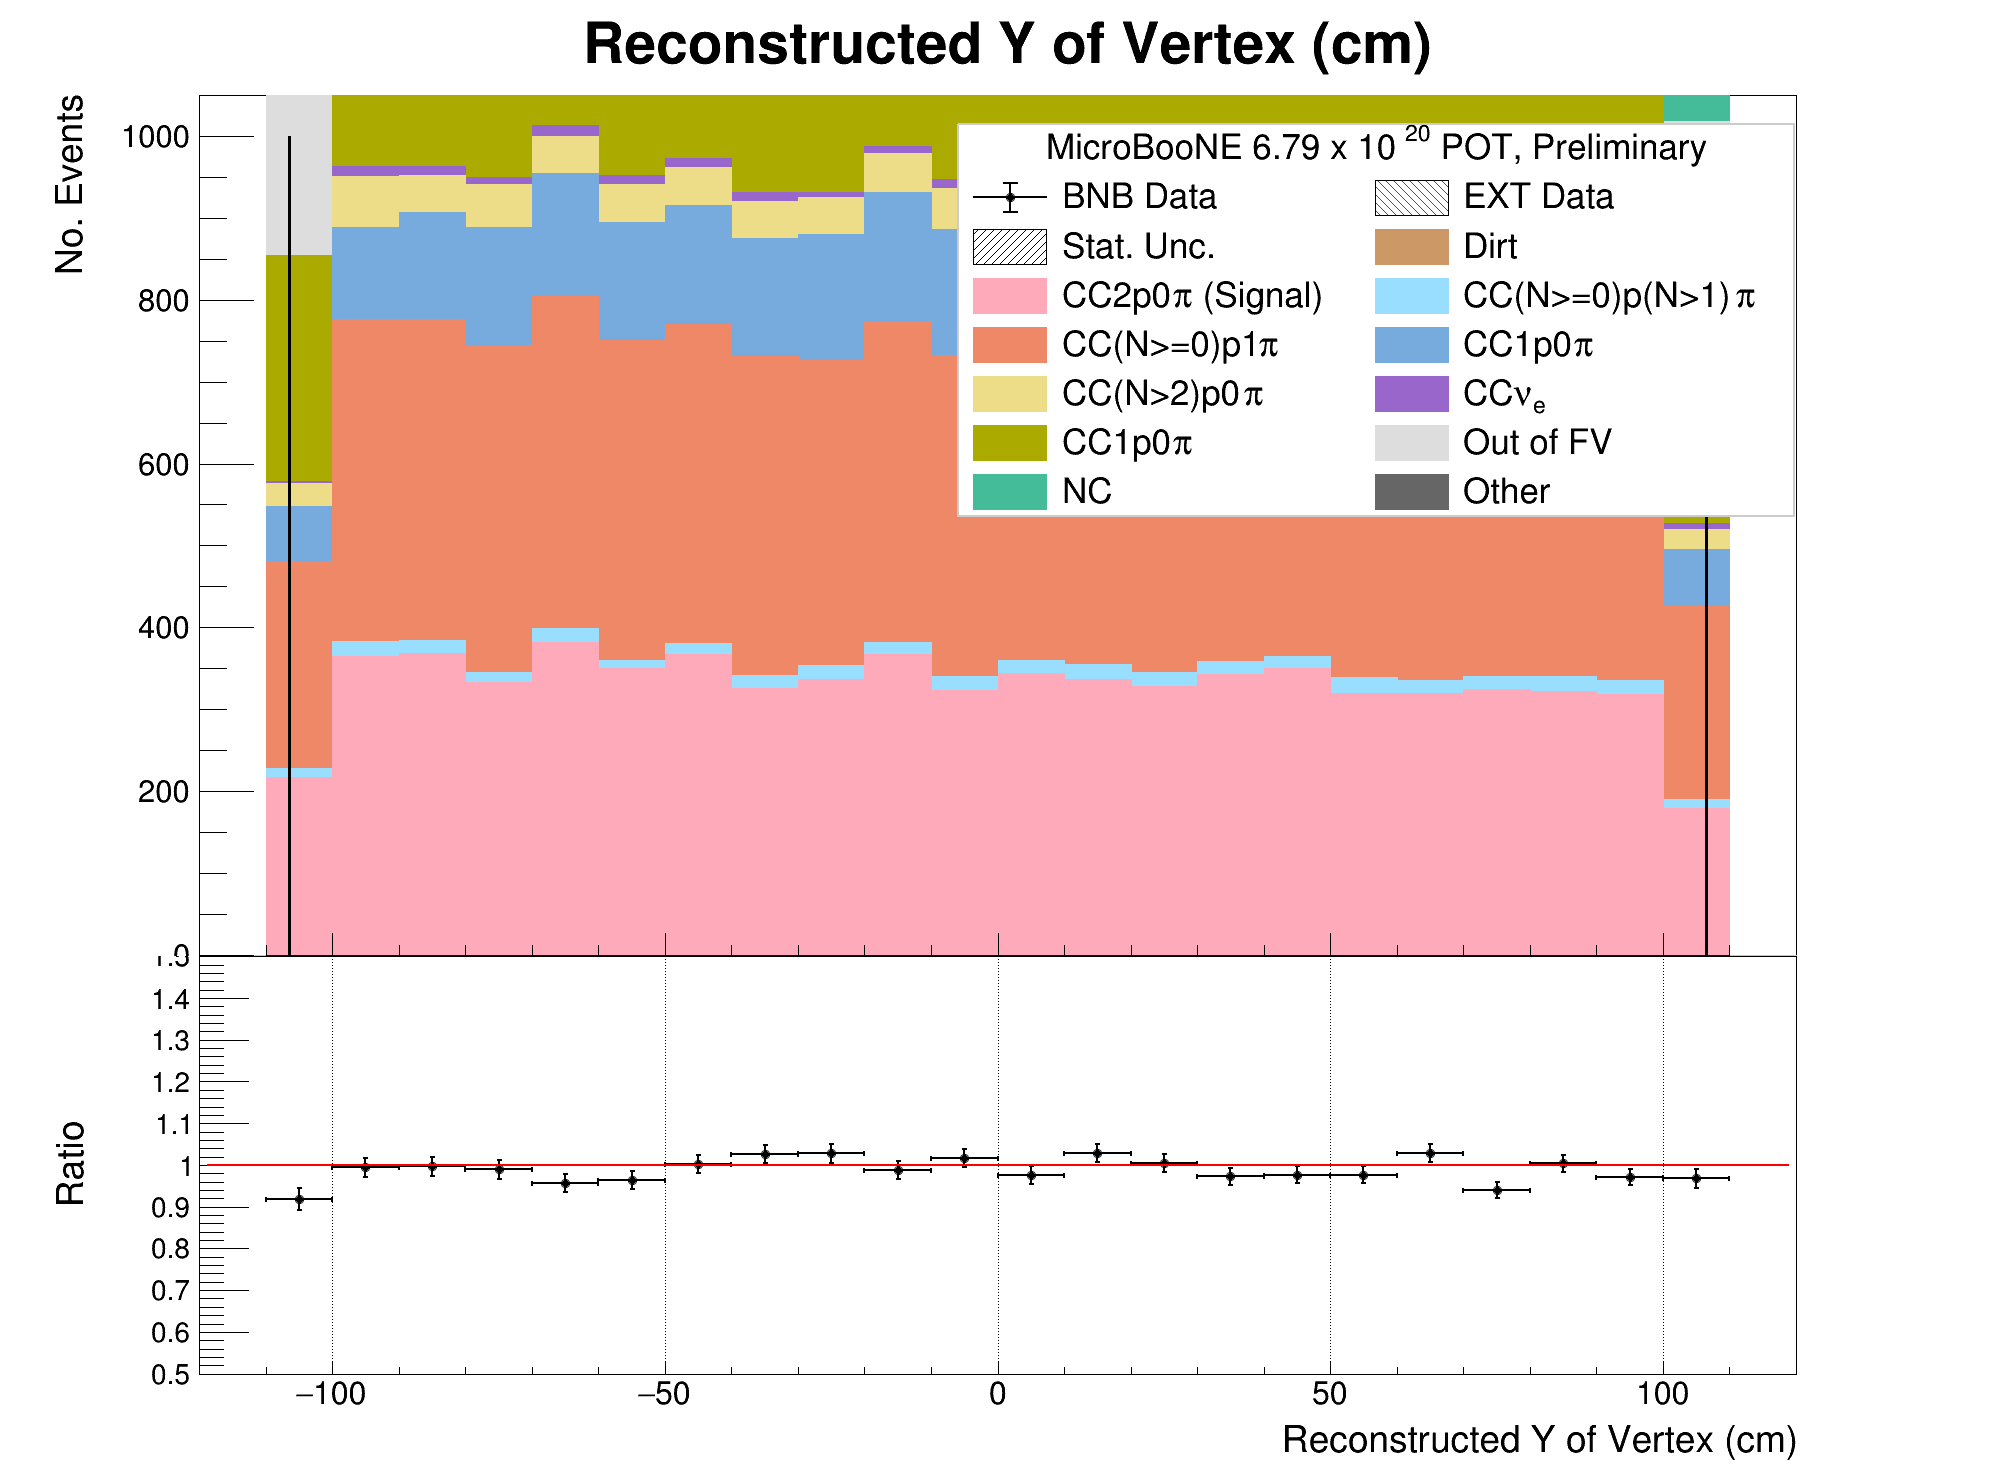 Reconstructed Y of Vertex (cm)
No. Events
1000
800
600
400
200
0
MicroBooNE 6.79 x 10 20 POT, Preliminary
BNB Data
EXT Data
Stat. Unc.
Dirt
CC2p0π (Signal)
CC(N>=0)p(N>1)π
CC(N>=0)p1π
CC1p0π
CC(N>2)p0π
CCνe
CC1p0π
Out of FV
NC
Other
Ratio
1.5
1.4
1.3
1.2
1.1
1
0.9
0.8
0.7
0.6
0.5
−100
−50
0
50
100
Reconstructed Y of Vertex (cm)